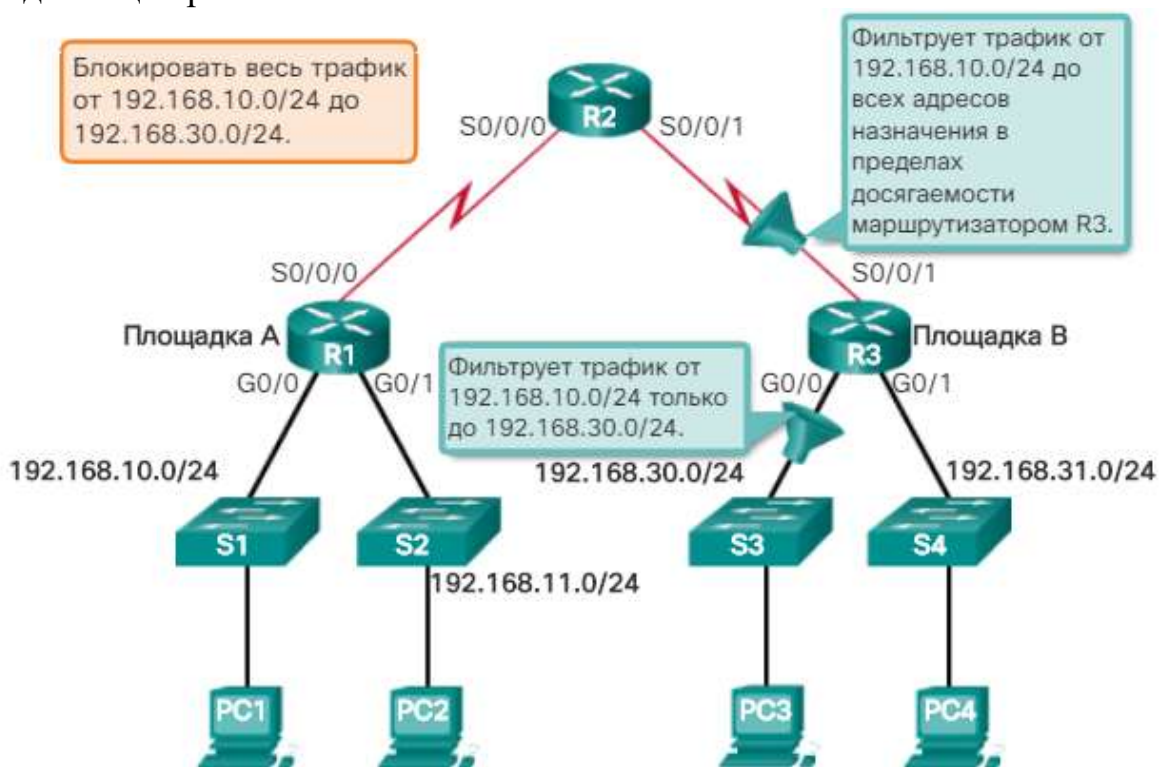 Блокировать весь трафик
от 192.168.10.0/24 до
192.168.30.0/24.
Фильтрует трафик от
192.168.10.0/24 до
всех адресов
назначения в
пределах
досягаемости
маршрутизатором R3.
R2
S0/0/0
S0/0/1
S0/0/0
S0/0/1
Площадка A
R1
R3
Площадка B
G0/0
G0/1
Фильтрует трафик от
192.168.10.0/24 только
до 192.168.30.0/24.
G0/0
G0/1
192.168.10.0/24
192.168.30.0/24
192.168.31.0/24
S1
S2
S3
S4
192.168.11.0/24
PC1
PC2
PC3
PC4